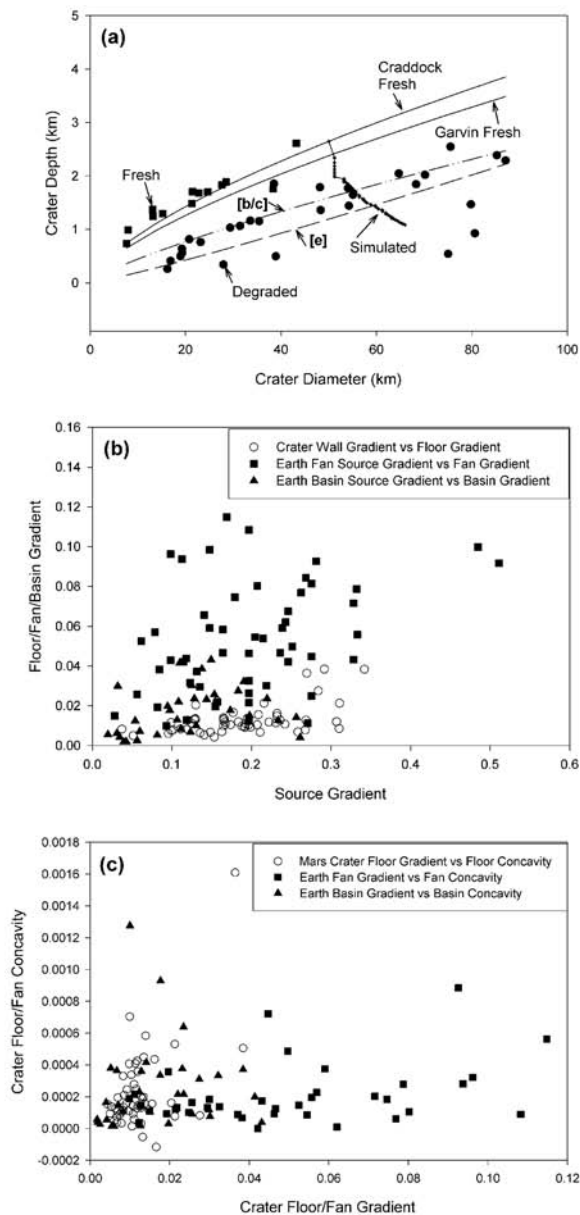 (a)
5
4
3
2
1
0
Crater Depth (km)
Craddock
Fresh
Garvin Fresh
Fresh
[b/c]
[e]
Simulated
Degraded
0 20 40 60 80 100
Crater Diameter (km)
(b)
0.16
0.14
0.12
0.10
0.08
0.06
0.04
0.02
0.00
Floor/Fan/Basin Gradient
Crater Wall Gradient vs Floor Gradient
Earth Fan Source Gradient vs Fan Gradient
Earth Basin Source Gradient vs Basin Gradient
0.0 0.1 0.2 0.3 0.4 0.5 0.6
Source Gradient
(c)
0.0018
0.0016
0.0014
0.0012
0.0010
0.0008
0.0006
0.0004
0.0002
0.0000
-0.0002
Crater Floor/Fan Concavity
Mars Crater Floor Gradient vs Floor Concavity
Earth Fan Gradient vs Fan Concavity
Earth Basin Gradient vs Basin Concavity
0.00 0.02 0.04 0.06 0.08 0.10 0.12
Crater Floor/Fan Gradient